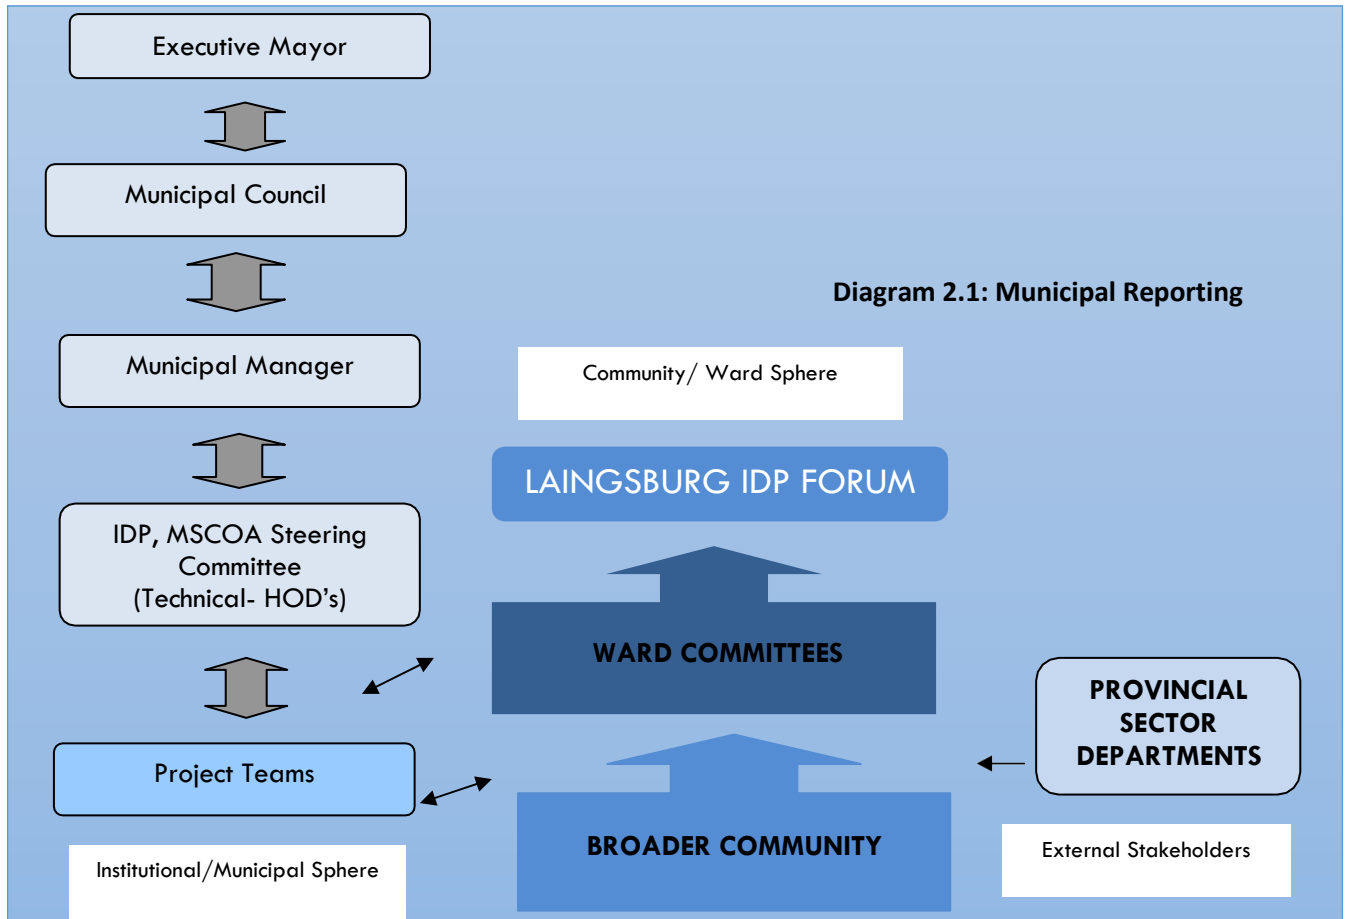 Executive Mayor
Municipal Council
Diagram 2.1: Municipal Reporting
Municipal Manager
Community/ Ward Sphere
LAINGSBURG IDP FORUM
IDP, MSCOA Steering
Committee
(Technical- HOD's)
WARD COMMITTEES
PROVINCIAL
SECTOR
DEPARTMENTS
Project Teams
BROADER COMMUNITY
External Stakeholders
Institutional/Municipal Sphere